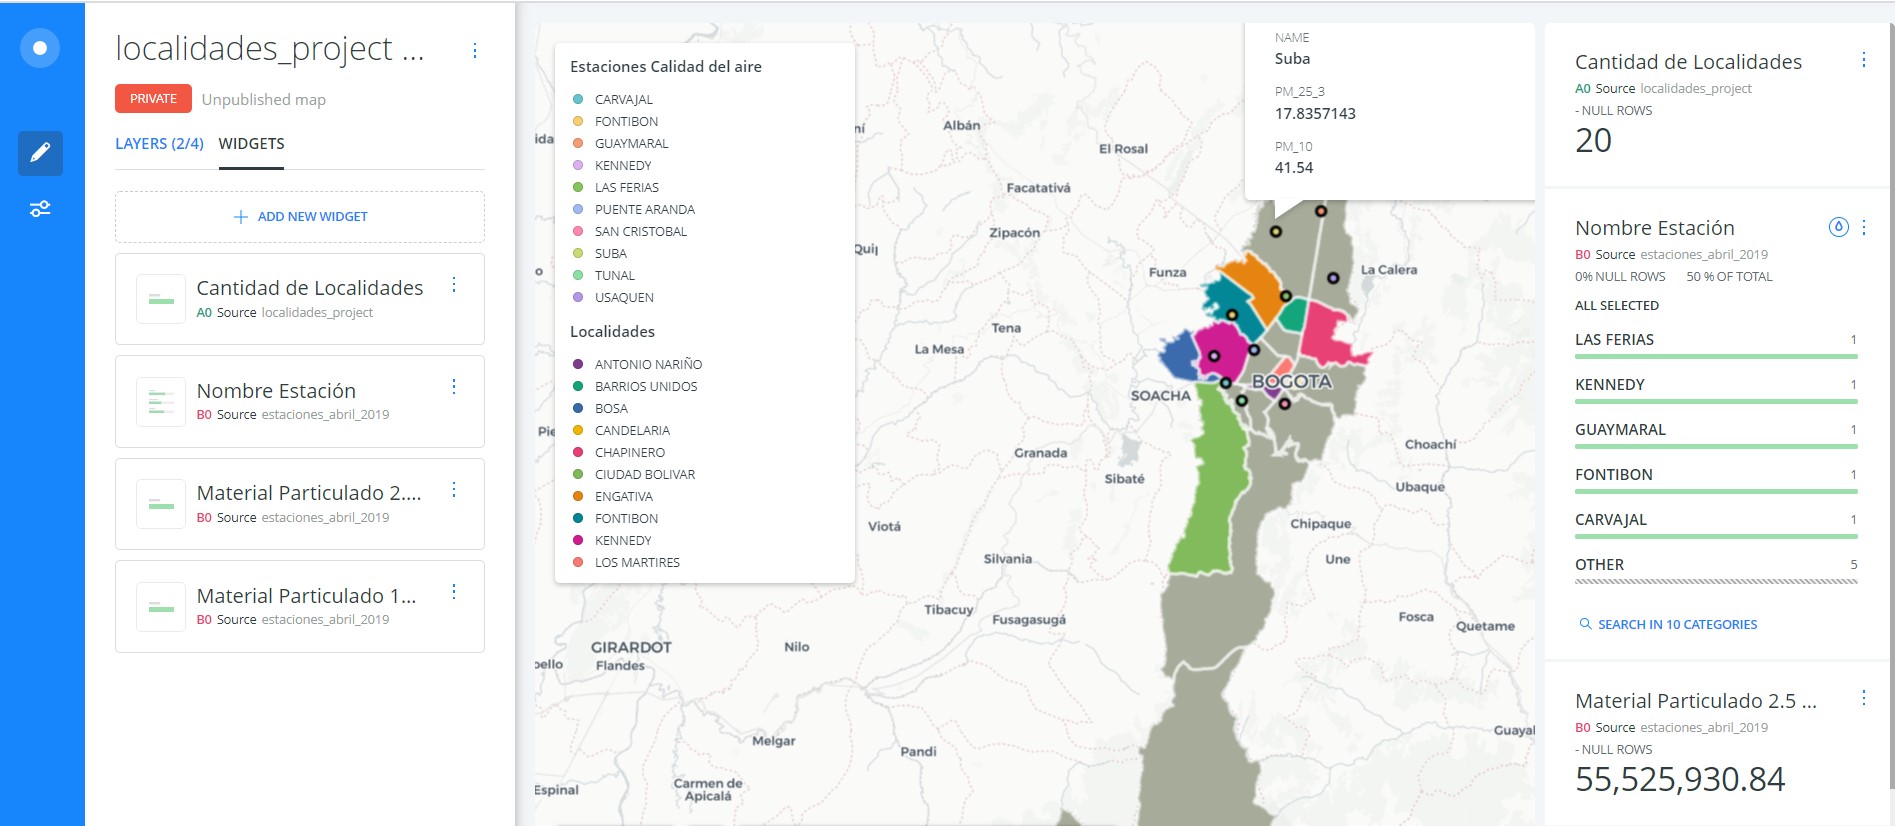 localidades_project ...
PRIVATE Unpublished map
LAYERS (2/4) WIDGETS
ADD NEW WIDGET
Cantidad de Localidades
A0 Source localidades_project
Nombre Estación
B0 Source estaciones_abril_2019
Material Particulado 2....
B0 Source estaciones_abril_2019
Material Particulado 1...
B0 Source estaciones_abril_2019
Estaciones Calidad del aire
CARVAJAL
FONTIBON
GUAYMARAL
KENNEDY
LAS FERIAS
PUENTE ARANDA
SAN CRISTOBAL
SUBA
TUNAL
USAQUEN
Localidades
ANTONIO NARIÑO
BARRIOS UNIDOS
BOSA
CANDELARIA
CHAPINERO
CIUDAD BOLIVAR
ENGATIVA
FONTIBON
KENNEDY
LOS MARTIRES
NAME
Suba
PM_25_3
17.8357143
PM_10
41.54
Albán
El Rosal
Facatativá
Zipacón
Quip
Funza
La Calera
Tena
La Mesa
BOGOTA
SOACHA
Pie
Granada
Choachí
Sibaté
Ubaque
Viotá
Chipaque
Silvania
Une
Tibacuy
Fusagasugá
Fosca
Quetame
GIRARDOT
Nilo
pello
Flandes
Guayal
Melgar
Pandi
Carmen de
Apicalá
Espinal
Cantidad de Localidades
A0 Source localidades_project
- NULL ROWS
20
Nombre Estación
B0 Source estaciones_abril_2019
0% NULL ROWS 50 % OF TOTAL
ALL SELECTED
LAS FERIAS 1
KENNEDY 1
GUAYMARAL 1
FONTIBON 1
CARVAJAL 1
OTHER 5
SEARCH IN 10 CATEGORIES
Material Particulado 2.5 ...
B0 Source estaciones_abril_2019
- NULL ROWS
55,525,930.84